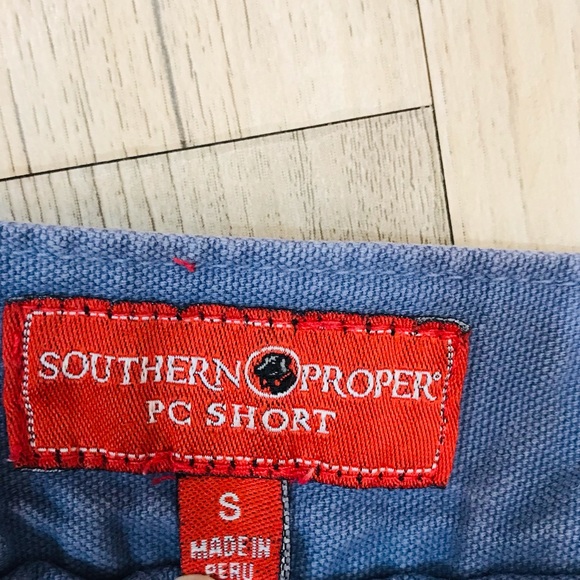 SOUTHERN PROPER®
PC SHORT
S
MADE IN
PERU